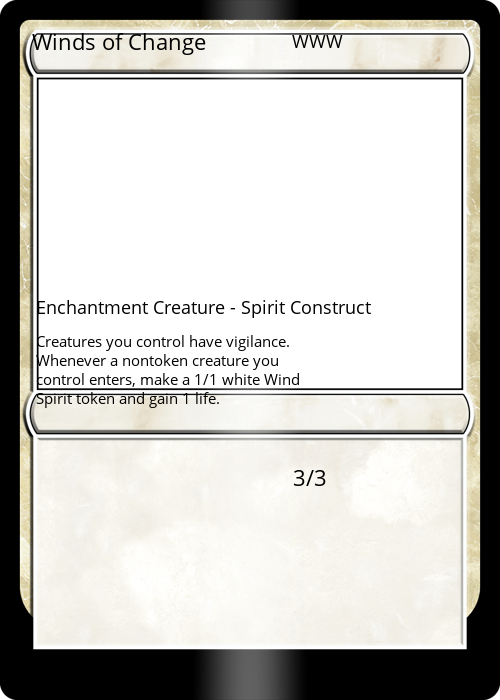 Winds of Change WWW
Enchantment Creature - Spirit Construct
Creatures you control have vigilance.
Whenever a nontoken creature you
control enters, make a 1/1 white Wind
Spirit token and gain 1 life.
3/3